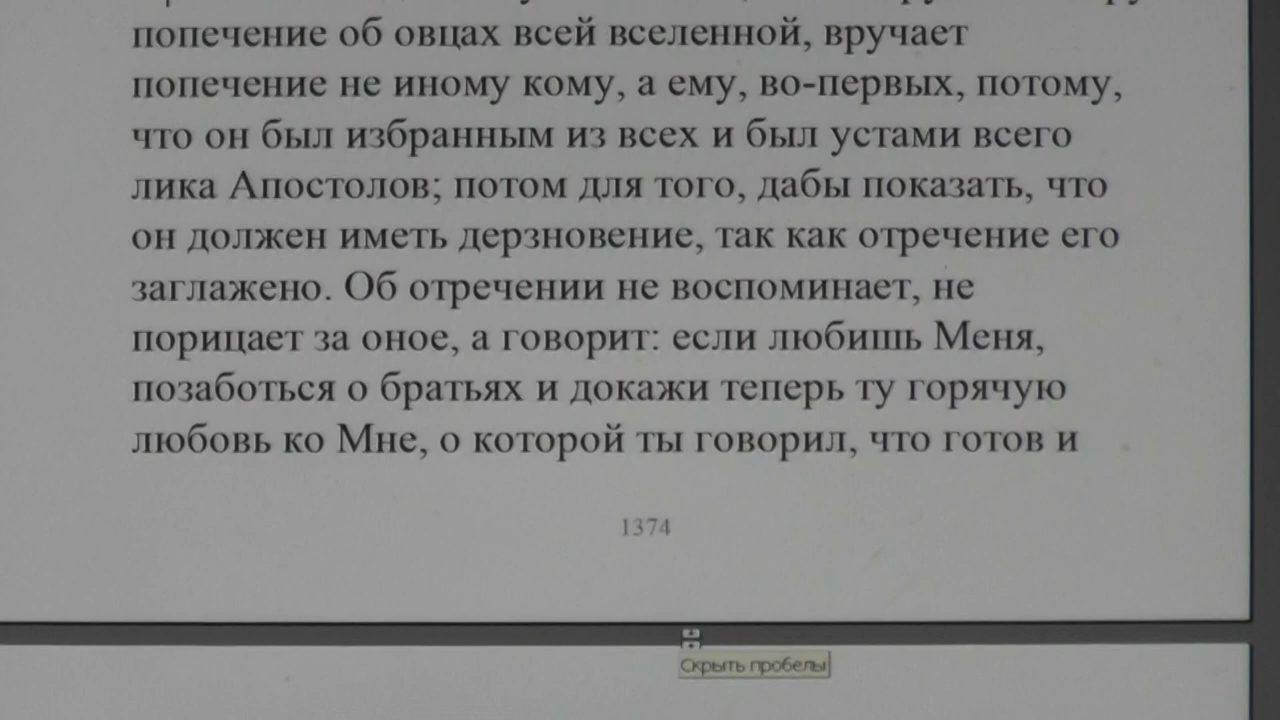 попечение об овцах всей вселенной, вручает
попечение не иному кому, а ему, во-первых, потому,
что он был избранным из всех и был устами всего
лика Апостолов; потом для того, дабы показать, что
он должен иметь дерзновение, так как отречение его
заглажено. Об отречении не воспоминает, не
порицает за оное, а говорит: если любишь Меня,
позаботься о братьях и докажи теперь ту горячую
любовь ко Мне, о которой ты говорил, что готов и
1374
Скрыть пробелы